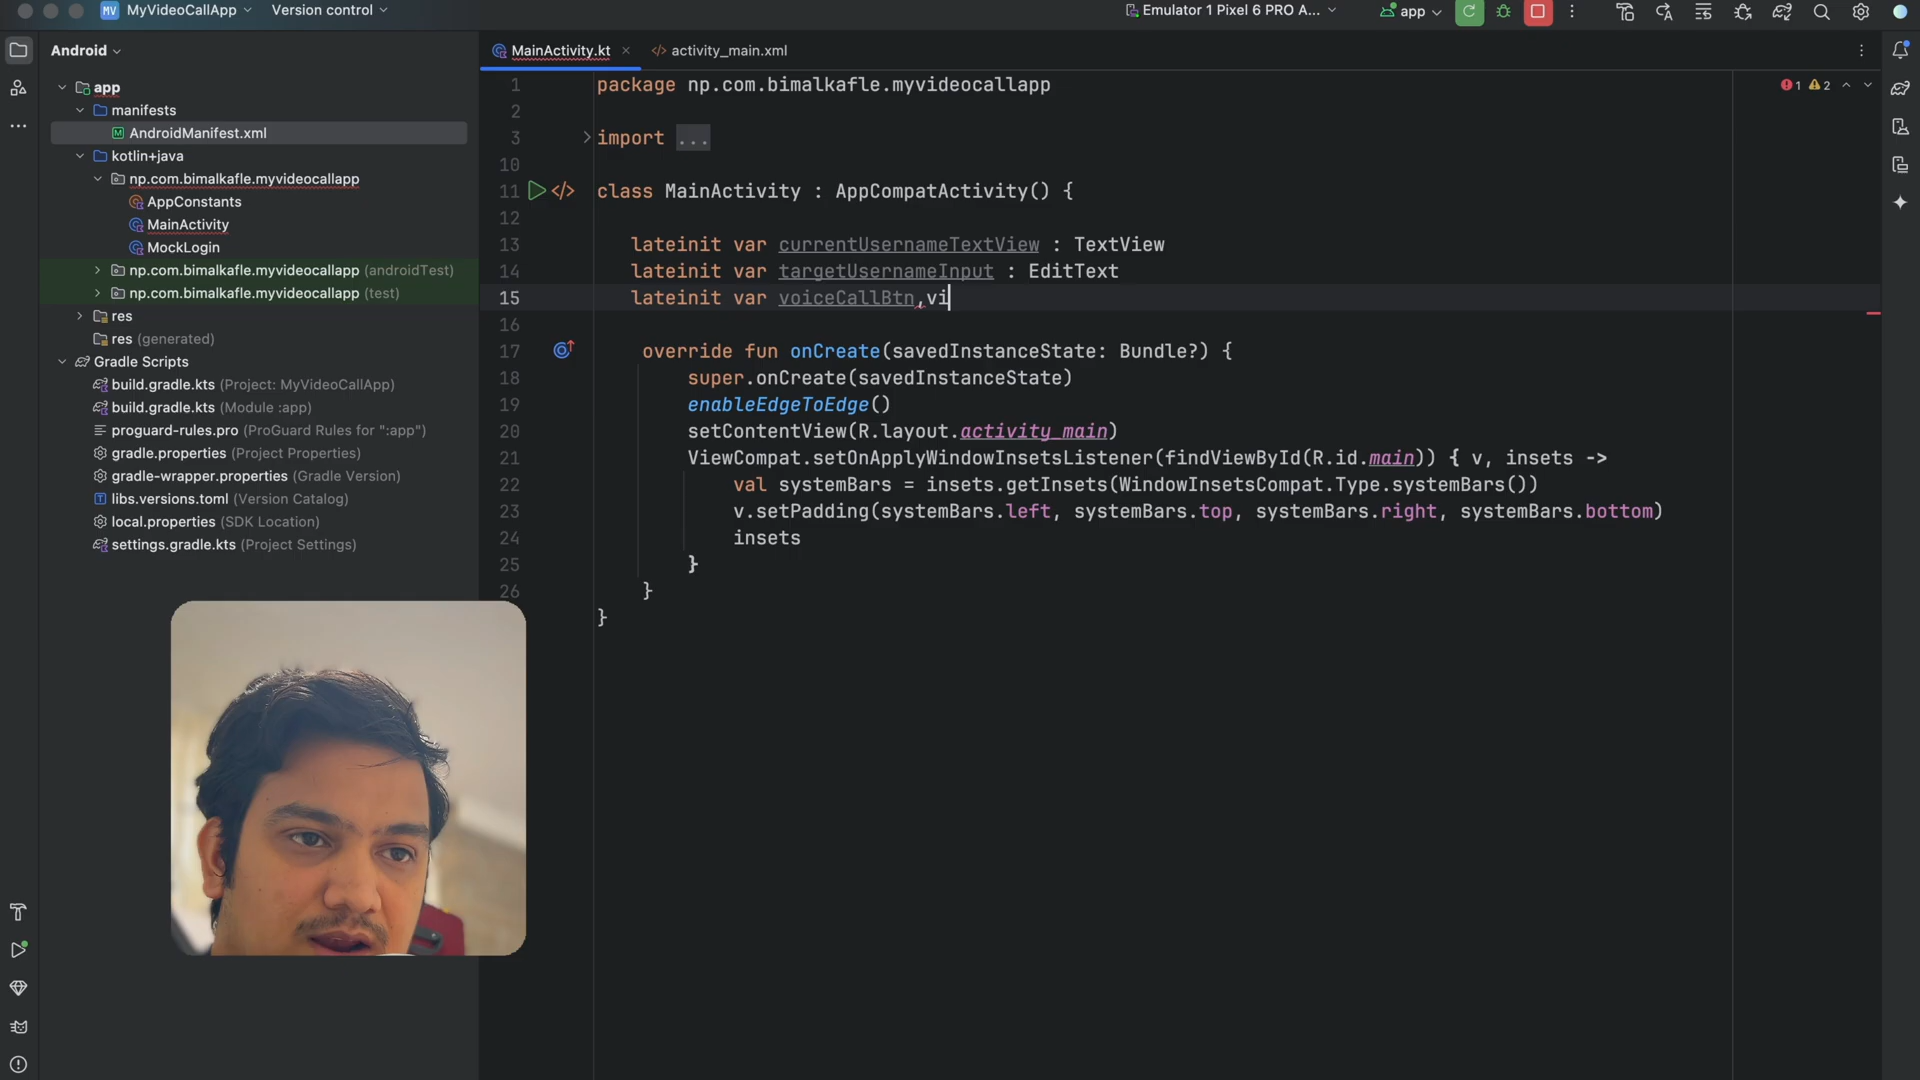 MV MyVideoCallApp Version control Emulator 1 Pixel 6 PRO A... app
Android
app
manifests
AndroidManifest.xml
kotlin+java
np.com.bimalkafle.myvideocallapp
AppConstants
MainActivity
MockLogin
np.com.bimalkafle.myvideocallapp (androidTest)
np.com.bimalkafle.myvideocallapp (test)
res
res (generated)
Gradle Scripts
build.gradle.kts (Project: MyVideoCallApp)
build.gradle.kts (Module :app)
proguard-rules.pro (ProGuard Rules for ":app")
gradle.properties (Project Properties)
gradle-wrapper.properties (Gradle Version)
libs.versions.toml (Version Catalog)
local.properties (SDK Location)
settings.gradle.kts (Project Settings)
MainActivity.kt activity_main.xml
1 package np.com.bimalkafle.myvideocallapp 1 2
2
3 import ...
10
11 class MainActivity : AppCompatActivity() {
12
13 lateinit var currentUsernameTextView : TextView
14 lateinit var targetUsernameInput : EditText
15 lateinit var voiceCallBtn,vi
16
17 override fun onCreate(savedInstanceState: Bundle?) {
18 super.onCreate(savedInstanceState)
19 enableEdgeToEdge()
20 setContentView(R.layout.activity_main)
21 ViewCompat.setOnApplyWindowInsetsListener(findViewById(R.id.main)) { v, insets ->
22 val systemBars = insets.getInsets(WindowInsetsCompat.Type.systemBars())
23 v.setPadding(systemBars.left, systemBars.top, systemBars.right, systemBars.bottom)
24 insets
25 }
26 }
}